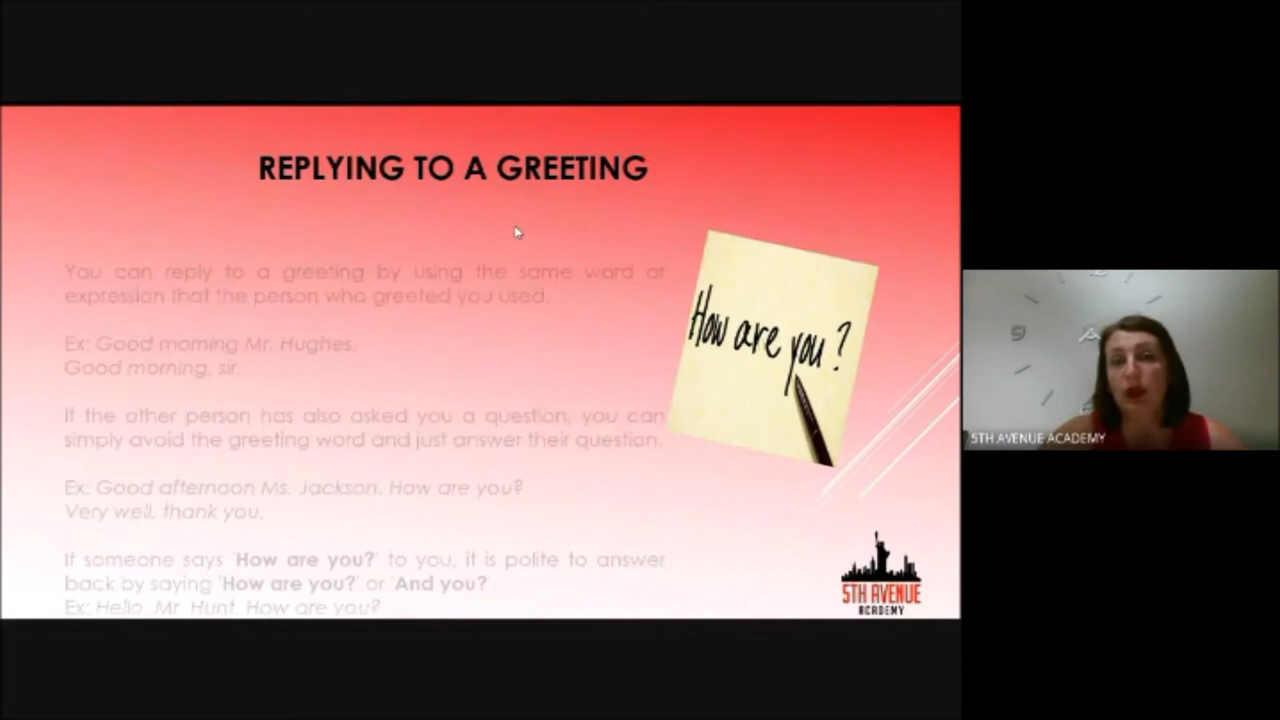 REPLYING TO A GREETING
You can reply to a greeting by using the same word or
expression that the person who greeted you used.
Ex: Good morning Mr. Hughes.
Good morning, sir.
If the other person has also asked you a question, you can
simply avoid the greeting word and just answer their question.
Ex: Good afternoon Ms. Jackson. How are you?
Very well, thank you.
If someone says 'How are you?' to you, it is polite to answer
back by saying 'How are you?' or 'And you?'.
Ex: Hello, Mr. Hunt. How are you?
How are you?
5TH AVENUE
ACADEMY
9
5TH AVENUE ACADEMY